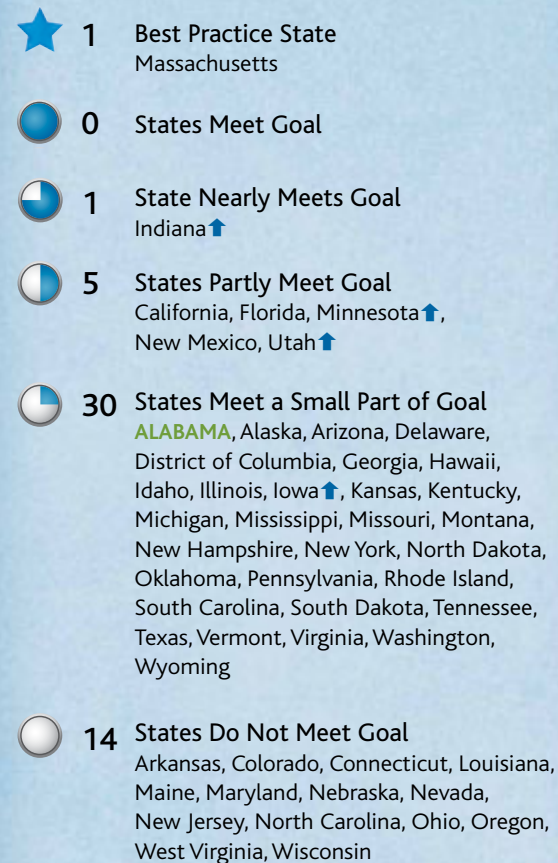 1 Best Practice State
Massachusetts
0 States Meet Goal
1 State Nearly Meets Goal
Indiana⬆
5 States Partly Meet Goal
California, Florida, Minnesota⬆,
New Mexico, Utah⬆
30 States Meet a Small Part of Goal
ALABAMA, Alaska, Arizona, Delaware,
District of Columbia, Georgia, Hawaii,
Idaho, Illinois, Iowa⬆, Kansas, Kentucky,
Michigan, Mississippi, Missouri, Montana,
New Hampshire, New York, North Dakota,
Oklahoma, Pennsylvania, Rhode Island,
South Carolina, South Dakota, Tennessee,
Texas, Vermont, Virginia, Washington,
Wyoming
14 States Do Not Meet Goal
Arkansas, Colorado, Connecticut, Louisiana,
Maine, Maryland, Nebraska, Nevada,
New Jersey, North Carolina, Ohio, Oregon,
West Virginia, Wisconsin